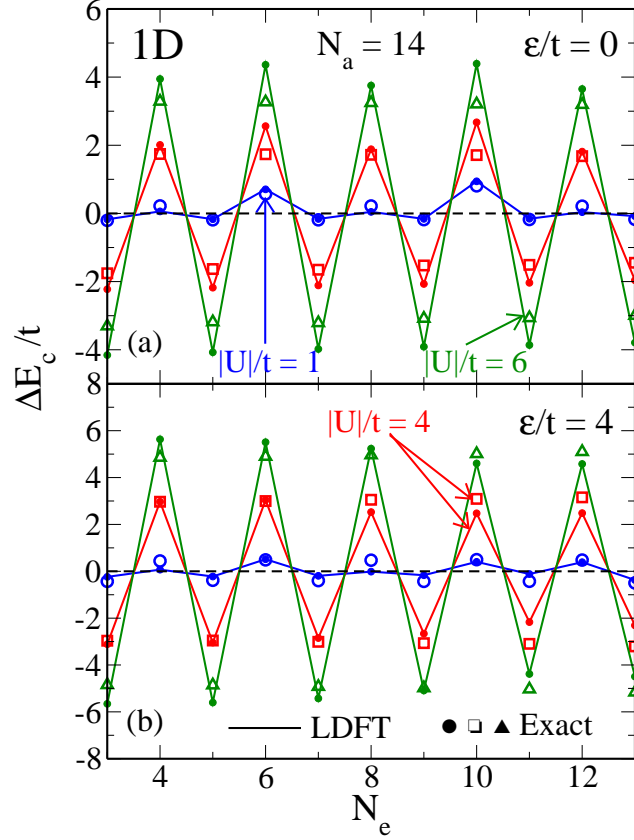 1D
N_a = 14
ε/t = 0
6
4
2
0
-2
-4
(a)
|U|/t = 1
|U|/t = 6
ΔE_c/t
8
6
4
2
0
-2
-4
-6
-8
|U|/t = 4
ε/t = 4
(b)
LDFT
Exact
4
6
8
10
12
N_e